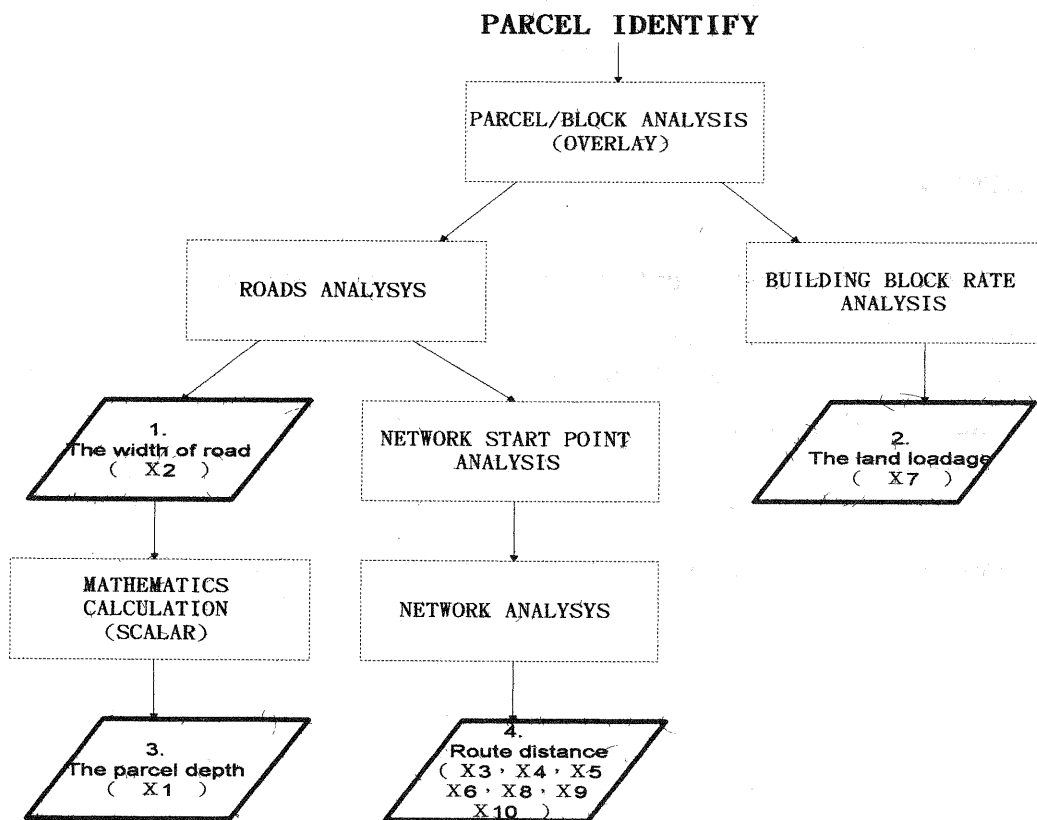 PARCEL IDENTIFY
PARCEL/BLOCK ANALYSIS
(OVERLAY)
ROADS ANALYSYS
BUILDING BLOCK RATE
ANALYSIS
1.
The width of road
( X2 )
NETWORK START POINT
ANALYSIS
2.
The land loadage
( X7 )
MATHEMATICS
CALCULATION
(SCALAR)
NETWORK ANALYSYS
3.
The parcel depth
( X1 )
4.
Route distance
( X3, X4, X5
X6, X8, X9
X10 )